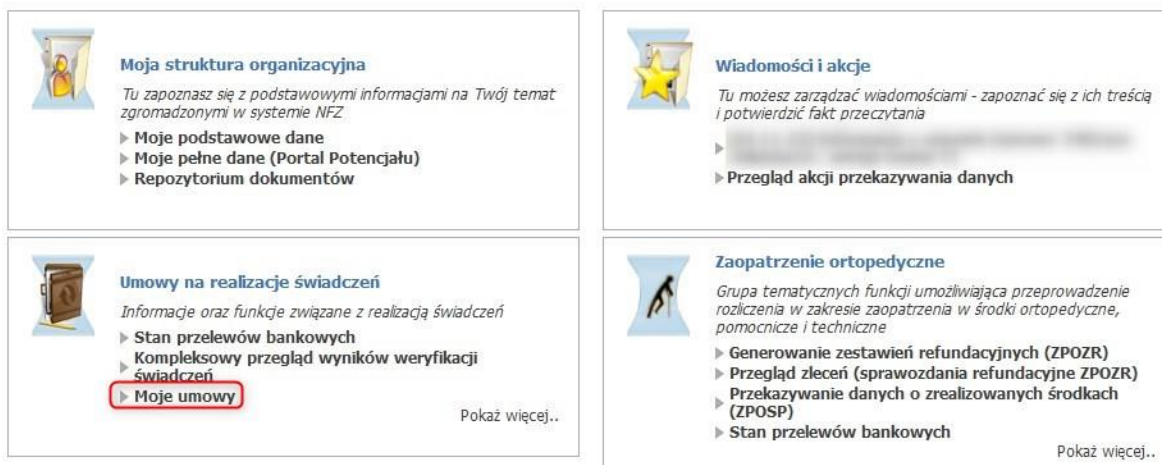 Moja struktura organizacyjna
Tu zapoznasz się z podstawowymi informacjami na Twój temat
zgromadzonymi w systemie NFZ
Moje podstawowe dane
Moje pełne dane (Portal Potencjału)
Repozytorium dokumentów
Wiadomości i akcje
Tu możesz zarządzać wiadomościami - zapoznać się z ich treścią
i potwierdzić fakt przeczytania
Przegląd akcji przekazywania danych
Umowy na realizacje świadczeń
Informacje oraz funkcje związane z realizacją świadczeń
Stan przelewów bankowych
Kompleksowy przegląd wyników weryfikacji
świadczeń
Moje umowy
Pokaż więcej..
Zaopatrzenie ortopedyczne
Grupa tematycznych funkcji umożliwiająca przeprowadzenie
rozliczenia w zakresie zaopatrzenia w środki ortopedyczne,
pomocnicze i techniczne
Generowanie zestawień refundacyjnych (ZPOZR)
Przegląd zleceń (sprawozdania refundacyjne ZPOZR)
Przekazywanie danych o zrealizowanych środkach
(ZPOSP)
Stan przelewów bankowych
Pokaż więcej..